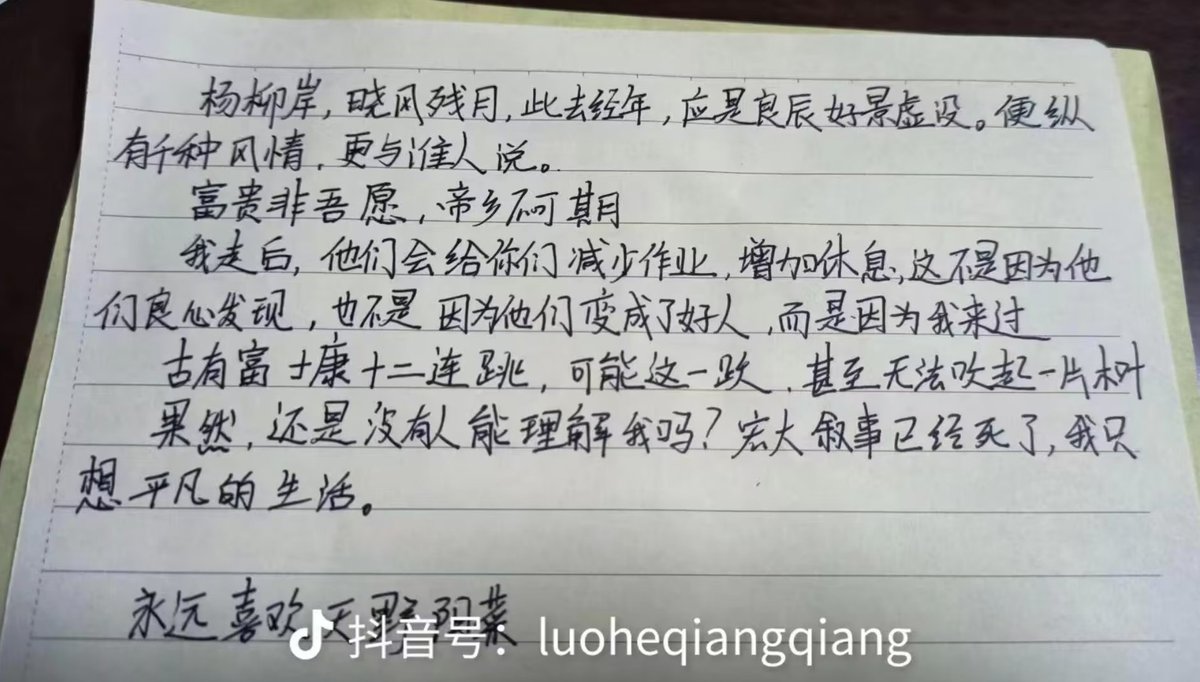 杨柳岸，晓风残月，此去经年，应是良辰好景虚设。便纵
有千种风情，更与谁人说。
富贵非吾愿，帝乡不可期
我走后，他们会给你们减少作业，增加休息，这不是因为他
们良心发现，也不是因为他们变成了好人，而是因为我来过
古有富士康十二连跳，可能这一跃，甚至无法吹起一片树叶
果然，还是没有人能理解我吗？宏大叙事已经死了，我只
想平凡的生活。
永远喜欢天野阳菜
抖音号：luoheqiangqiang